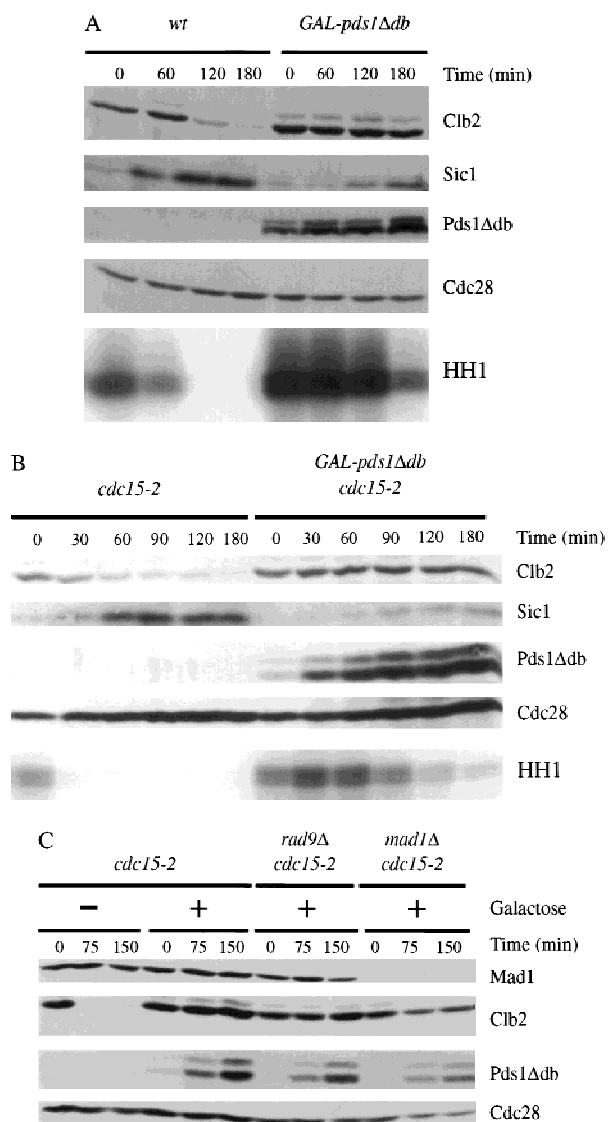 A wt GAL-pds1Δdb
0 60 120 180 0 60 120 180 Time (min)
Clb2
Sic1
Pds1Δdb
Cdc28
HH1
B GAL-pds1Δdb
cdc15-2 cdc15-2
0 30 60 90 120 180 0 30 60 90 120 180 Time (min)
Clb2
Sic1
Pds1Δdb
Cdc28
HH1
C rad9Δ mad1Δ
cdc15-2 cdc15-2 cdc15-2
− + + + Galactose
0 75 150 0 75 150 0 75 150 0 75 150 Time (min)
Mad1
Clb2
Pds1Δdb
Cdc28